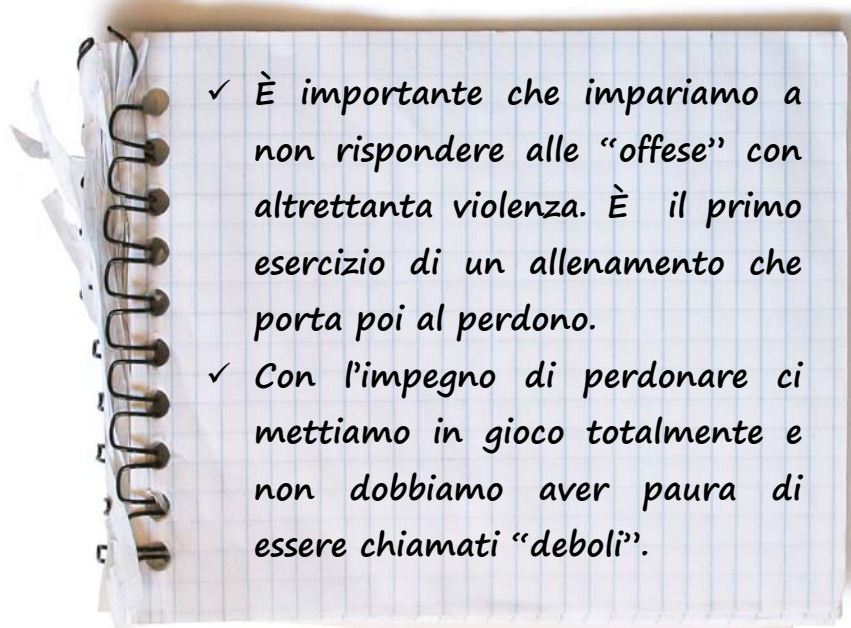 ✓ È importante che impariamo a
non rispondere alle “offese” con
altrettanta violenza. È il primo
esercizio di un allenamento che
porta poi al perdono.
✓ Con l’impegno di perdonare ci
mettiamo in gioco totalmente e
non dobbiamo aver paura di
essere chiamati “deboli”.